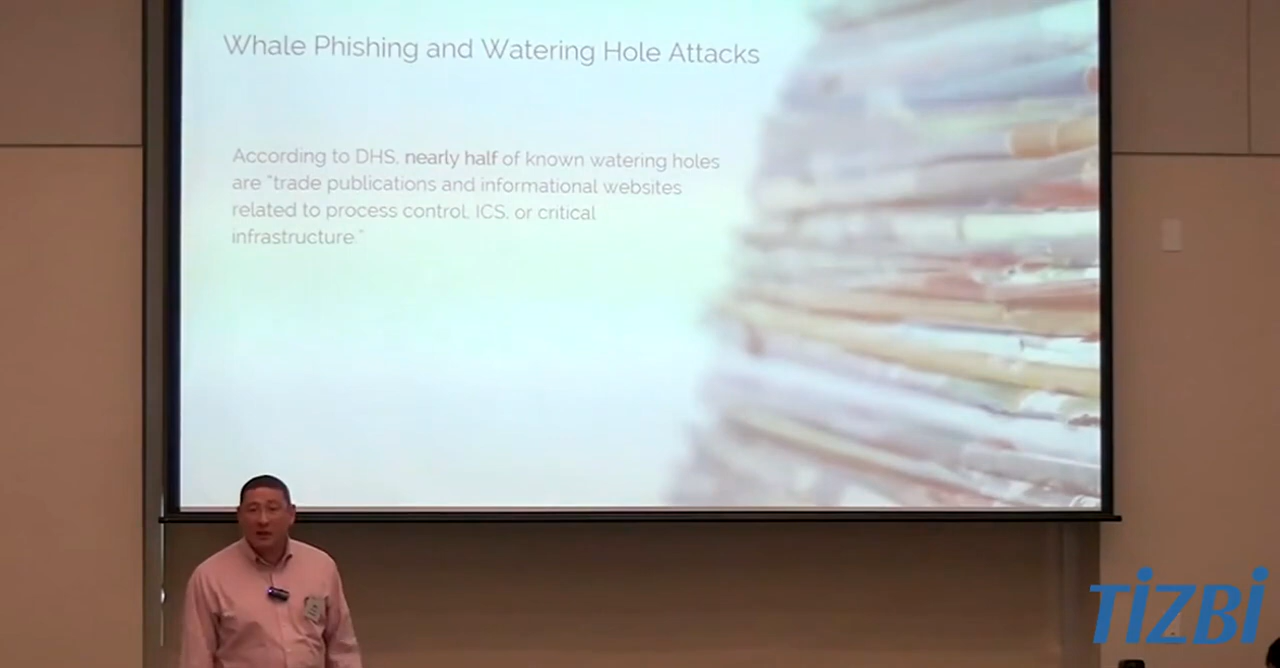 Whale Phishing and Watering Hole Attacks
According to DHS, nearly half of known watering holes
are "trade publications and informational websites
related to process control, ICS, or critical
infrastructure."
TiZBi